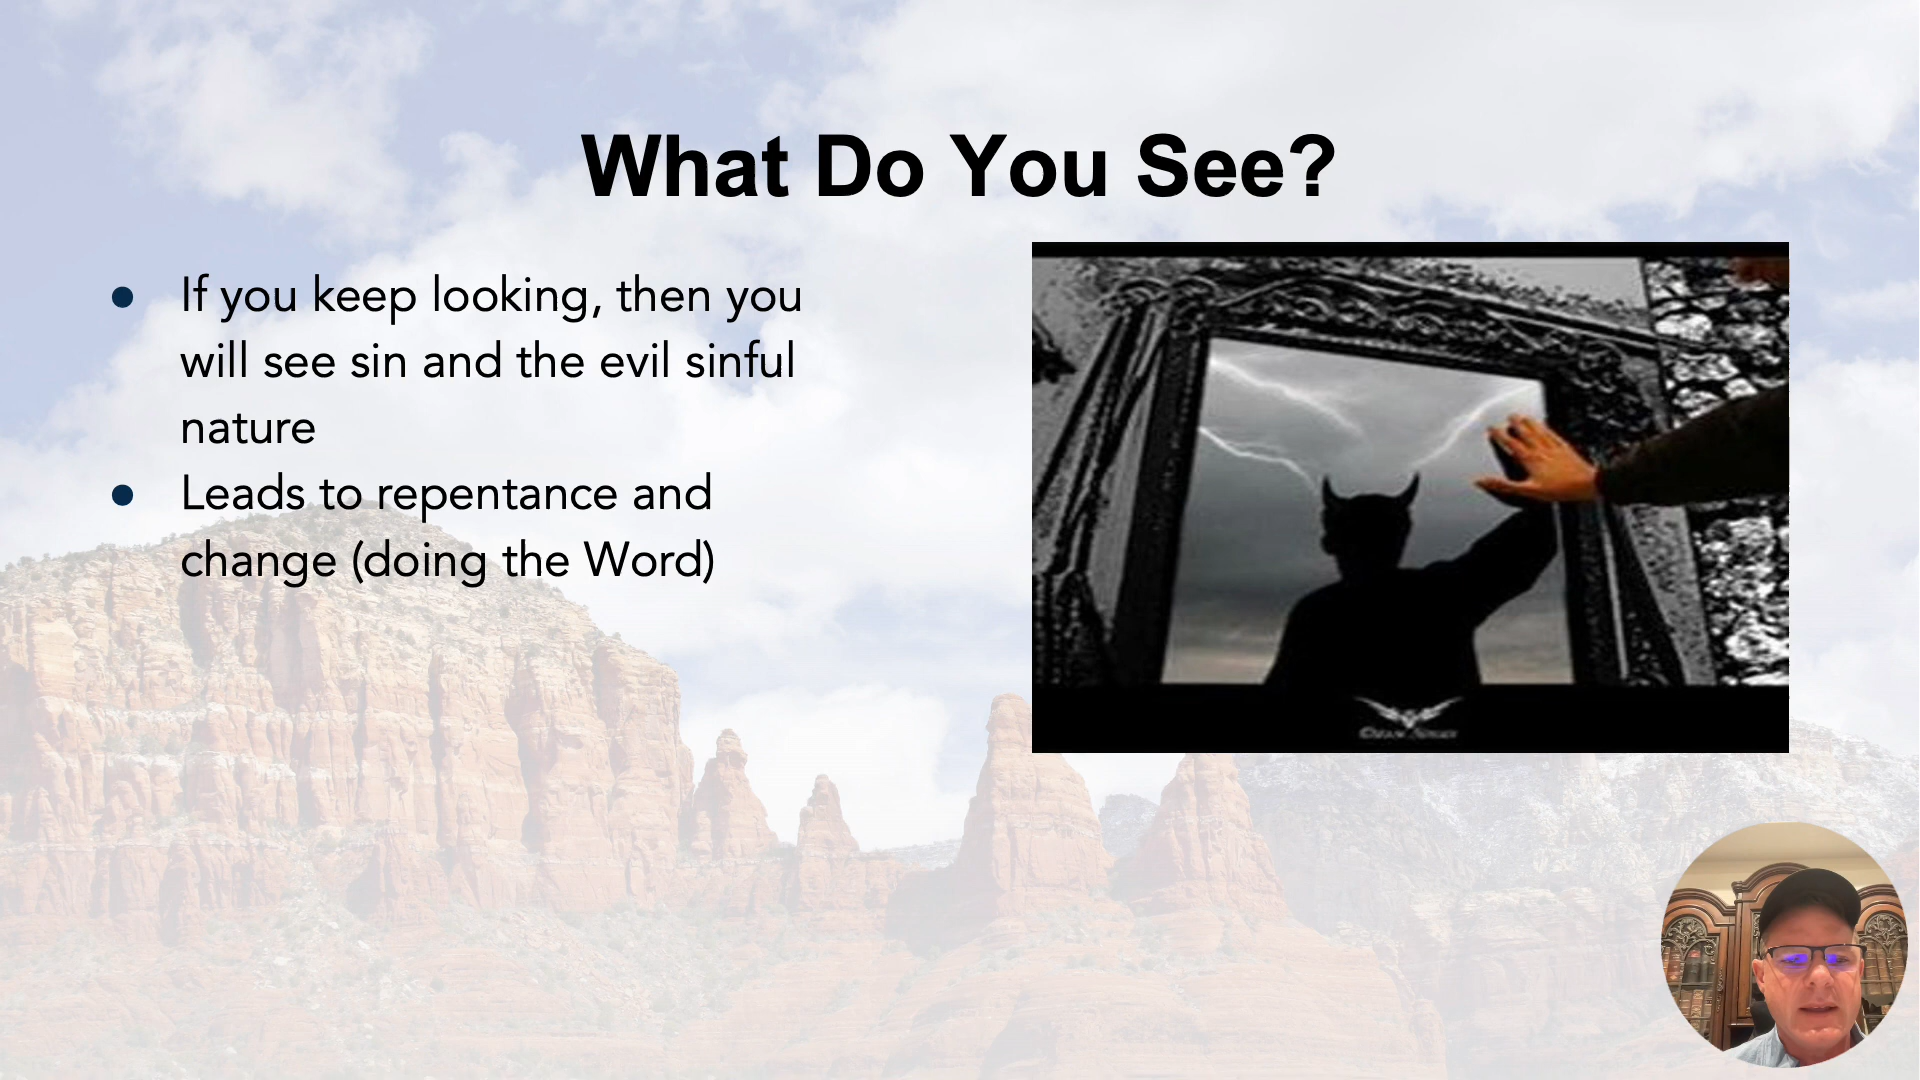 What Do You See?
● If you keep looking, then you
will see sin and the evil sinful
nature
● Leads to repentance and
change (doing the Word)